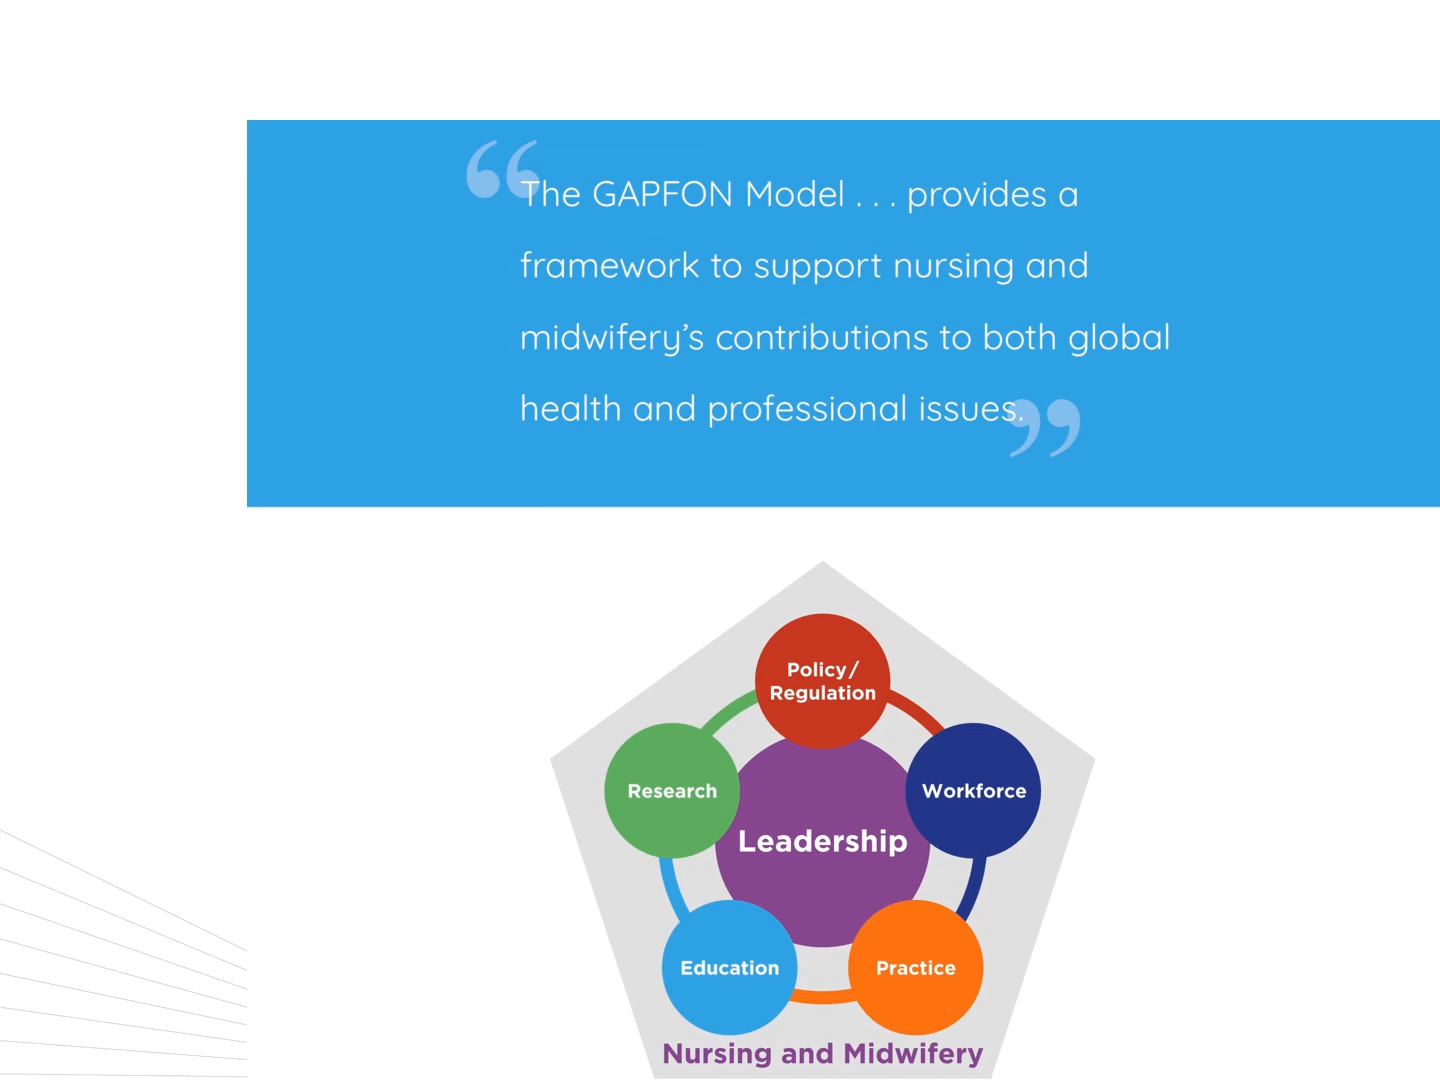 “The GAPFON Model . . . provides a
framework to support nursing and
midwifery’s contributions to both global
health and professional issues.”
Policy/
Regulation
Research
Workforce
Leadership
Education
Practice
Nursing and Midwifery